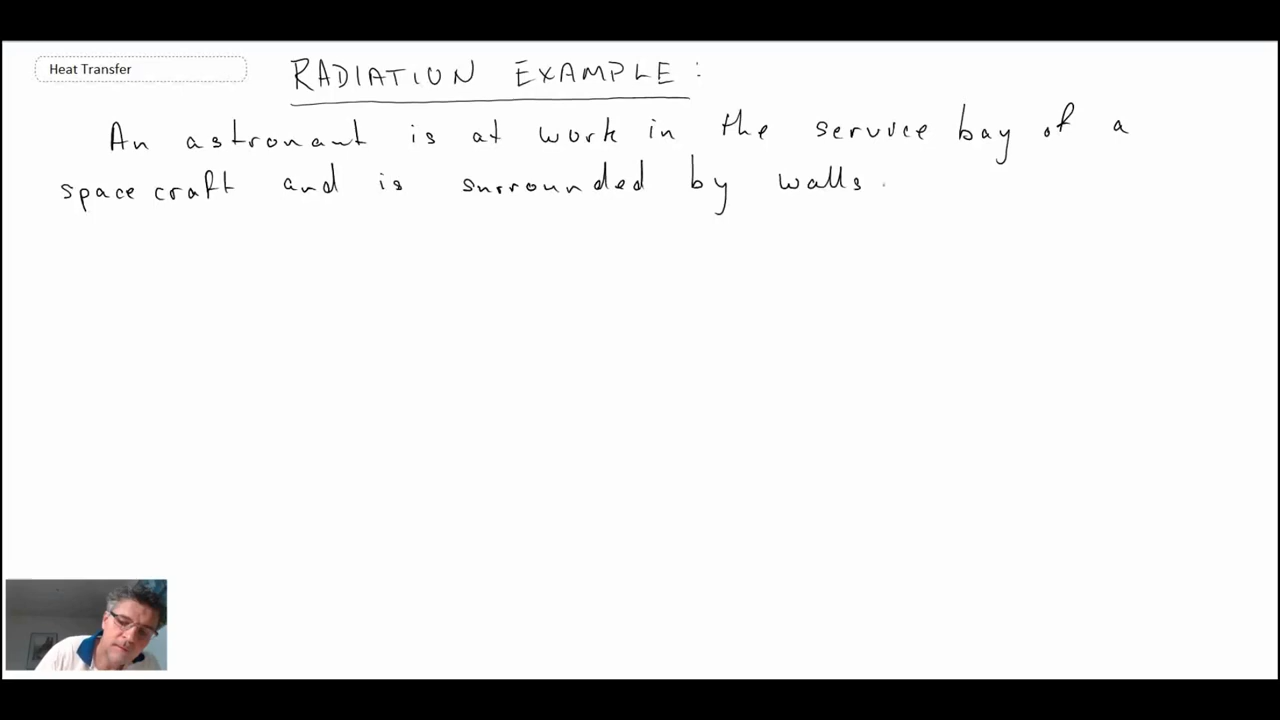 Heat Transfer
RADIATION EXAMPLE:
An astronaut is at work in the service bay of a
space craft and is surrounded by walls